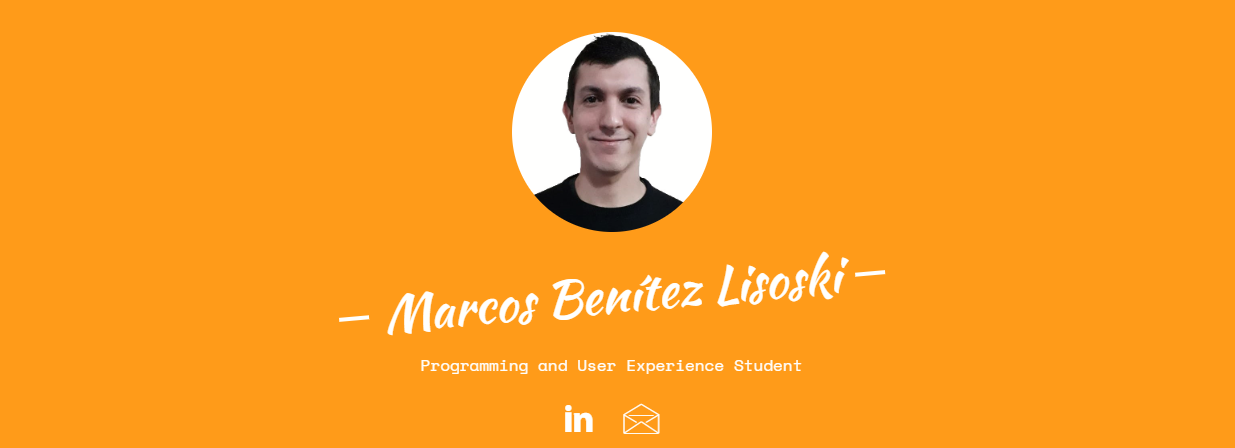 – Marcos Benítez Lisoski –
Programming and User Experience Student
in